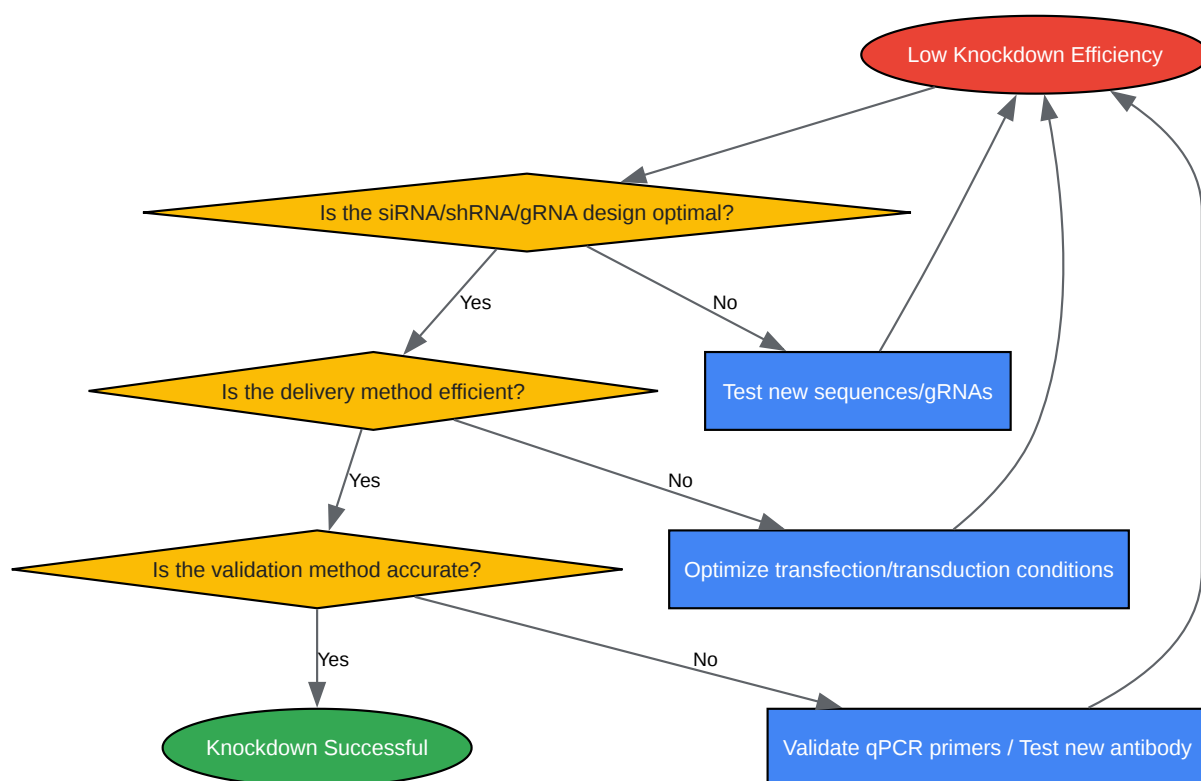 Low Knockdown Efficiency
Is the siRNA/shRNA/gRNA design optimal?
Yes
No
Is the delivery method efficient?
Test new sequences/gRNAs
Yes
No
Is the validation method accurate?
Optimize transfection/transduction conditions
Yes
No
Knockdown Successful
Validate qPCR primers / Test new antibody